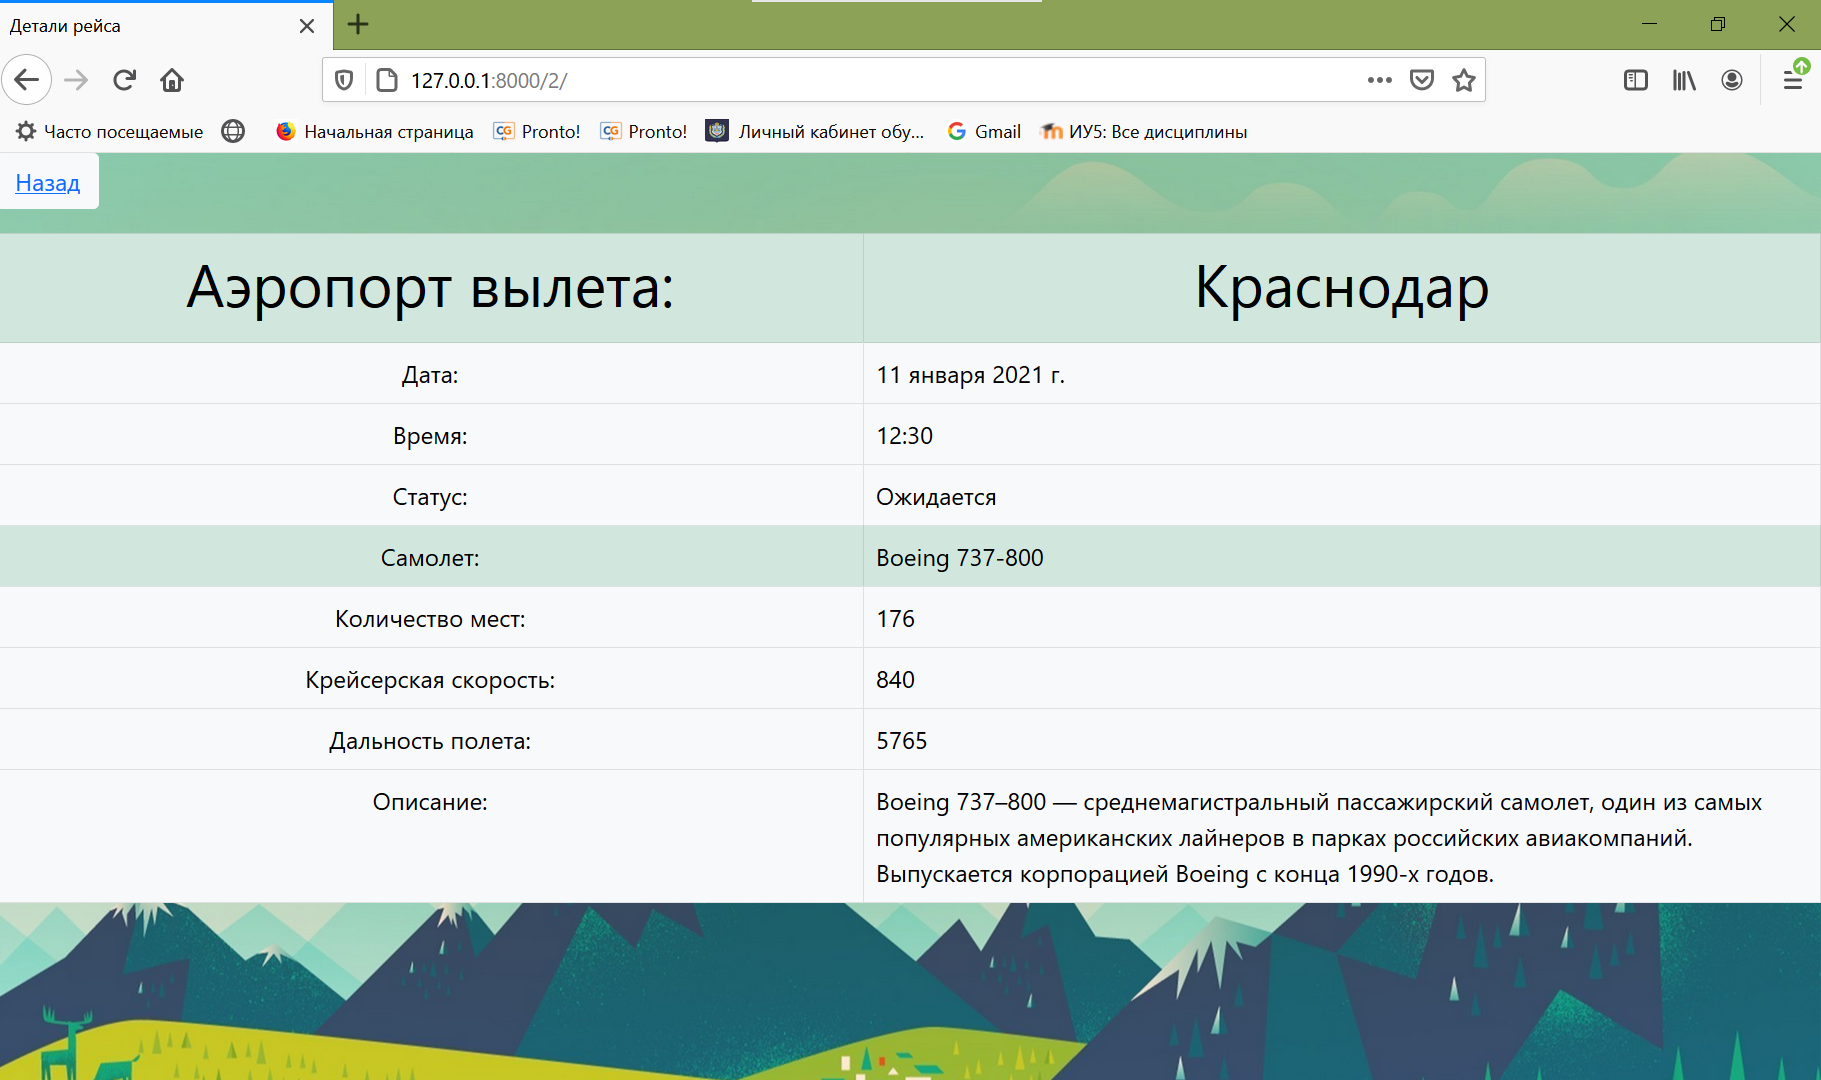 Детали рейса
127.0.0.1:8000/2/
Часто посещаемые
Начальная страница
Pronto!
Pronto!
Личный кабинет обу...
Gmail
ИУ5: Все дисциплины
Назад
Аэропорт вылета: Краснодар
Дата: 11 января 2021 г.
Время: 12:30
Статус: Ожидается
Самолет: Boeing 737-800
Количество мест: 176
Крейсерская скорость: 840
Дальность полета: 5765
Описание: Boeing 737–800 — среднемагистральный пассажирский самолет, один из самых
популярных американских лайнеров в парках российских авиакомпаний.
Выпускается корпорацией Boeing с конца 1990-х годов.